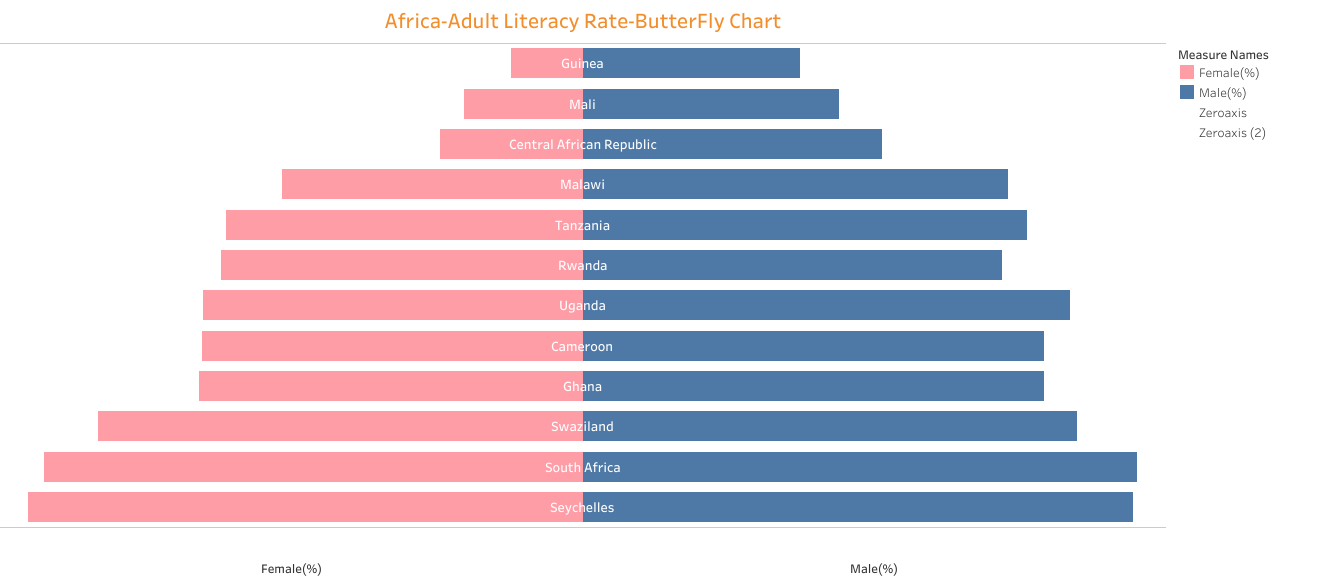 Africa-Adult Literacy Rate-ButterFly Chart
Measure Names
Female(%)
Male(%)
Zeroaxis
Zeroaxis (2)
Guinea
Mali
Central African Republic
Malawi
Tanzania
Rwanda
Uganda
Cameroon
Ghana
Swaziland
South Africa
Seychelles
Female(%)
Male(%)